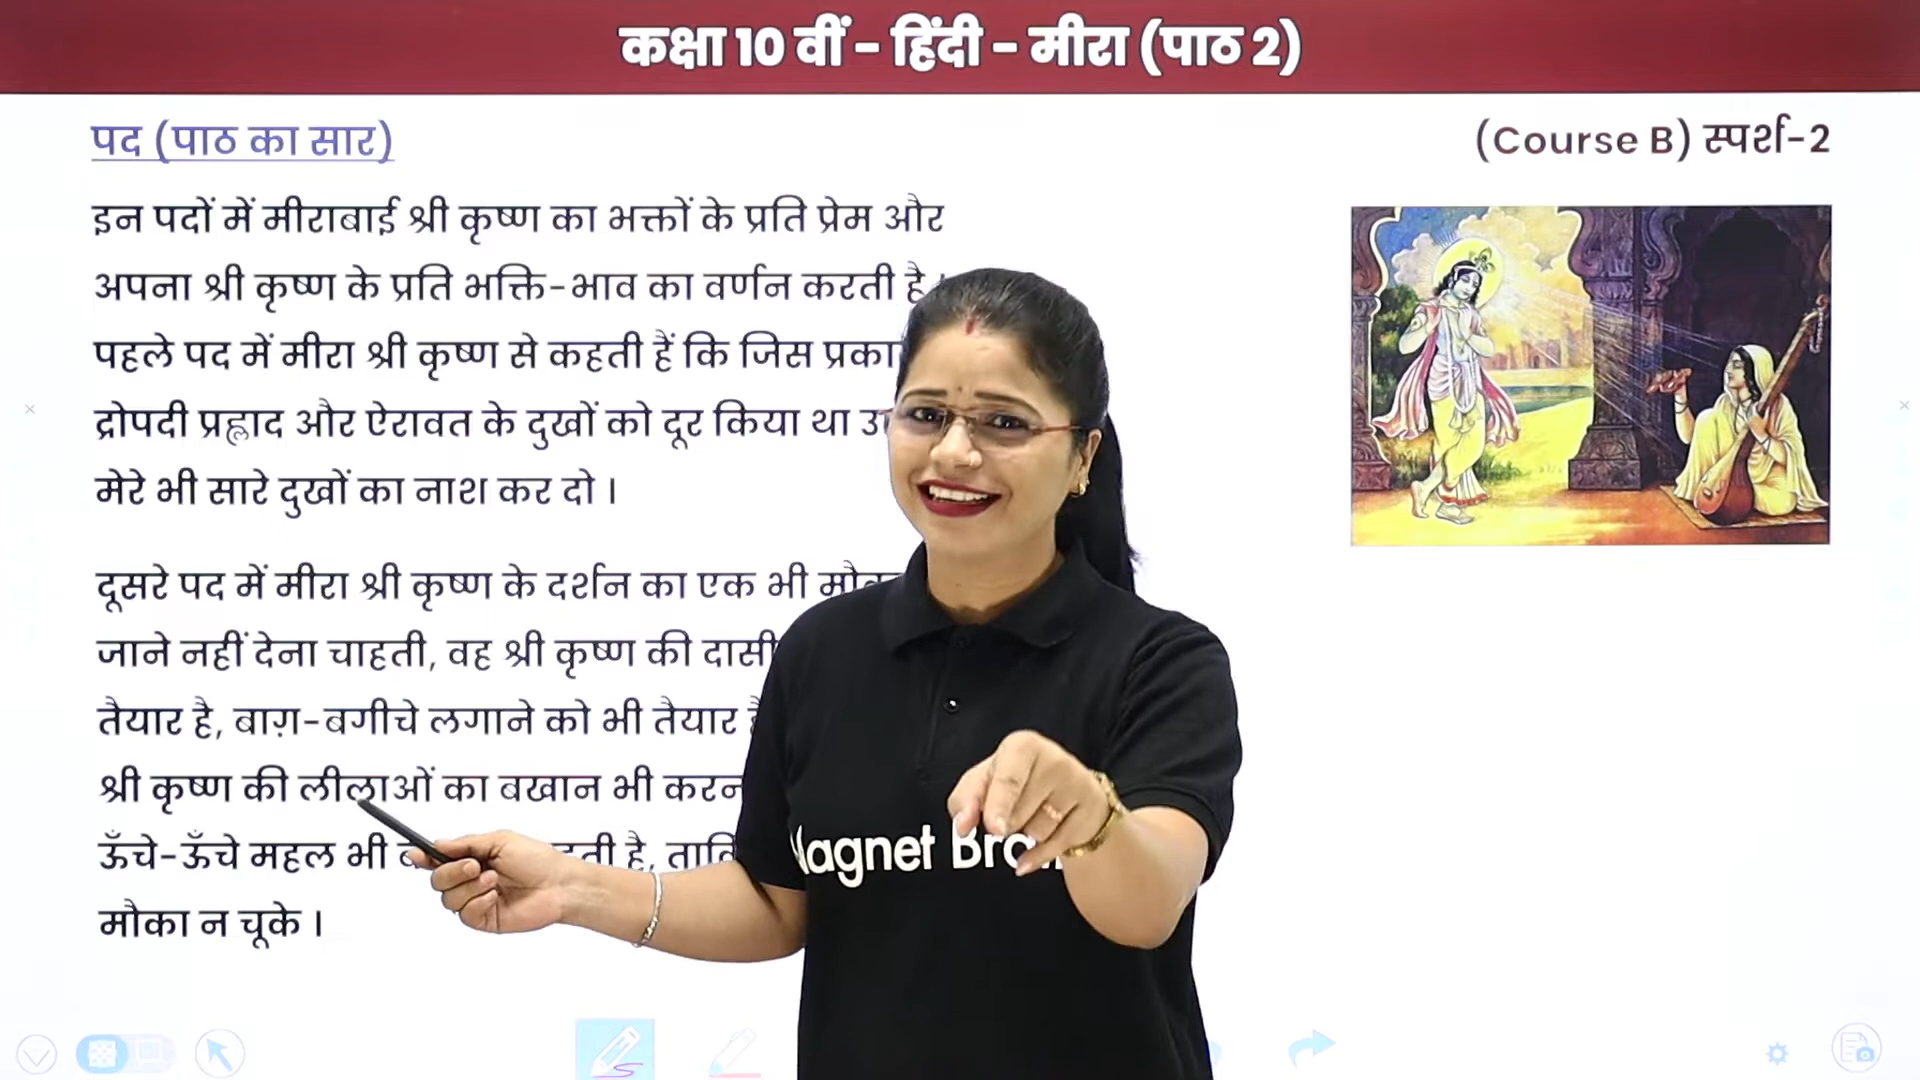 कक्षा 10 वीं - हिंदी - मीरा (पाठ 2)
पद (पाठ का सार)
(Course B) स्पर्श-2
इन पदों में मीराबाई श्री कृष्ण का भक्तों के प्रति प्रेम और
अपना श्री कृष्ण के प्रति भक्ति-भाव का वर्णन करती है
पहले पद में मीरा श्री कृष्ण से कहती हैं कि जिस
द्रोपदी प्रह्लाद और ऐरावत के दुखों को दूर किया था
मेरे भी सारे दुखों का नाश कर दो ।
दूसरे पद में मीरा श्री कृष्ण के दर्शन का एक भी
जाने नहीं देना चाहती, वह श्री कृष्ण की दासी
तैयार है, बाग़-बगीचे लगाने को भी तैयार
श्री कृष्ण की लीलाओं का बखान भी
ऊँचे-ऊँचे महल भी है,
मौका न चूके ।